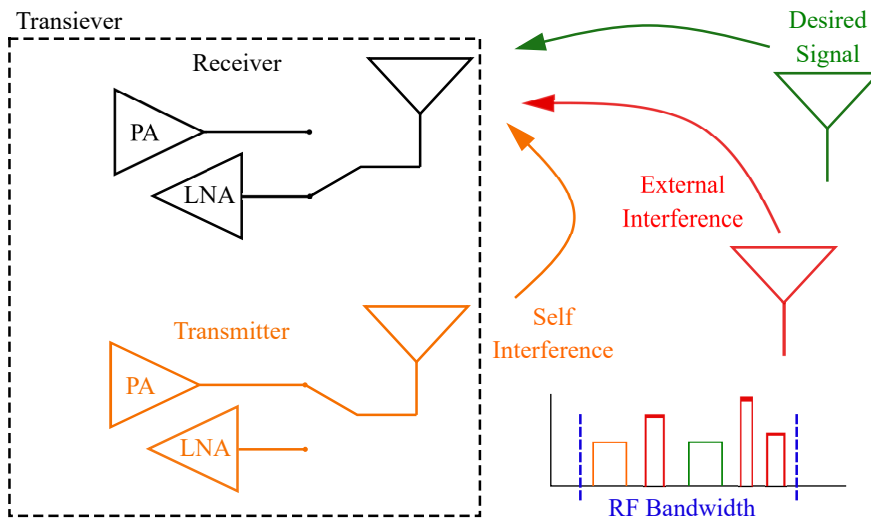 Transiever
Receiver
PA
LNA
Desired
Signal
External
Interference
Self
Interference
Transmitter
PA
LNA
RF Bandwidth